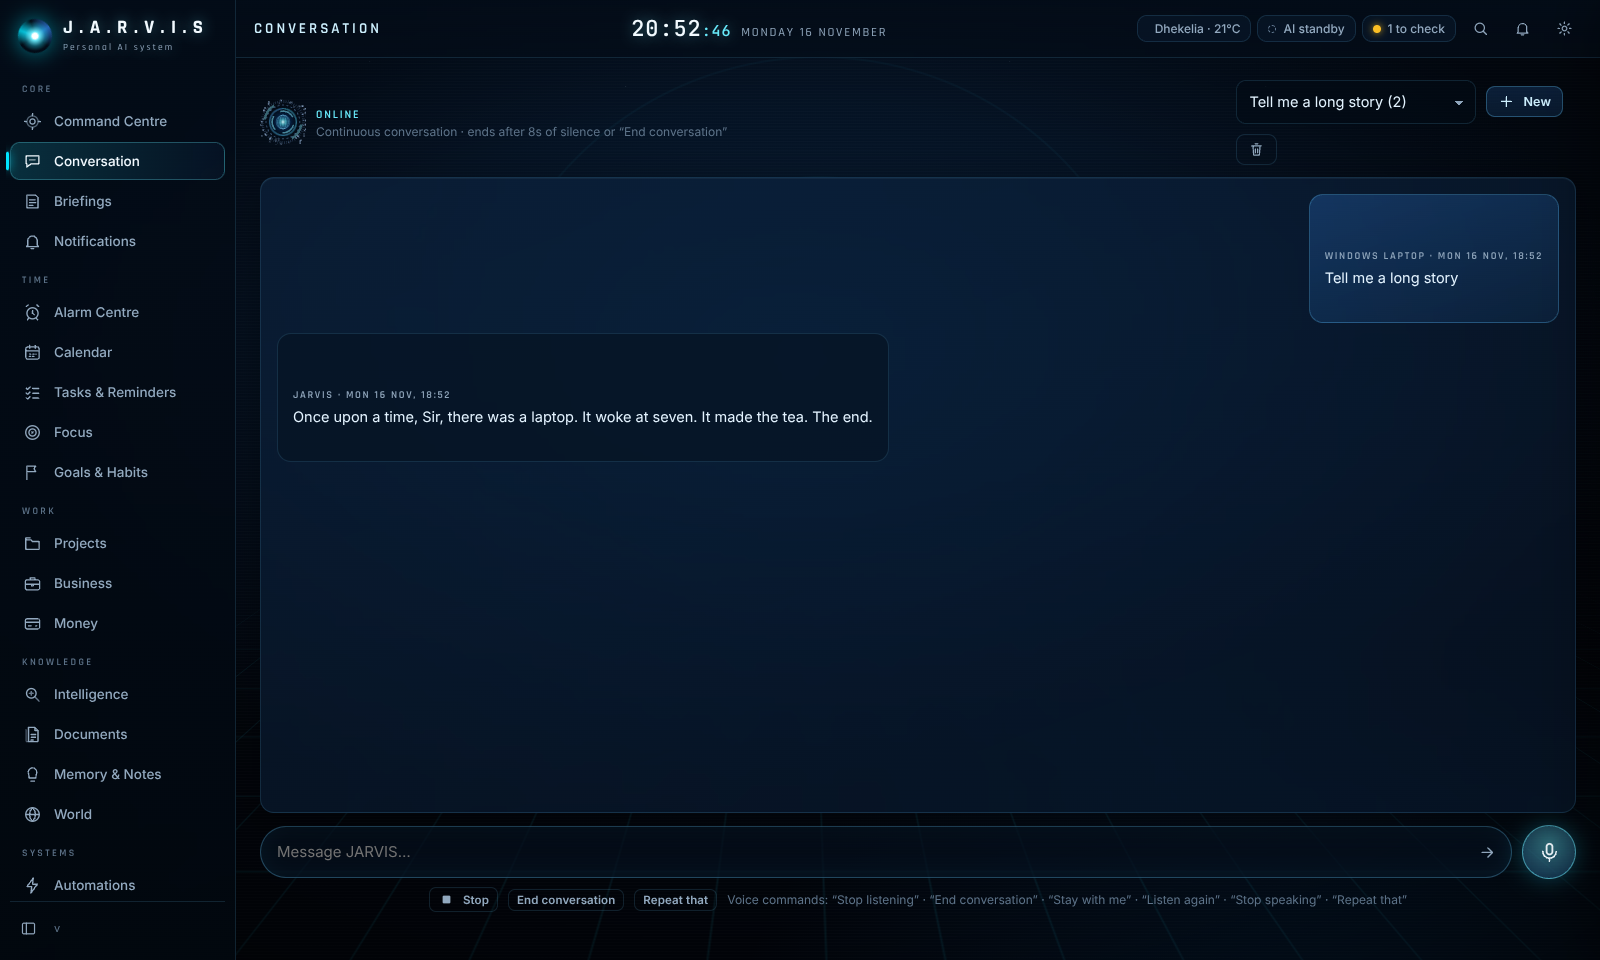 J.A.R.V.I.S
Personal AI system
CORE
Command Centre
Conversation
Briefings
Notifications
TIME
Alarm Centre
Calendar
Tasks & Reminders
Focus
Goals & Habits
WORK
Projects
Business
Money
KNOWLEDGE
Intelligence
Documents
Memory & Notes
World
SYSTEMS
Automations
v
CONVERSATION
20:52:46 MONDAY 16 NOVEMBER
Dhekelia · 21°C
AI standby
1 to check
ONLINE
Continuous conversation · ends after 8s of silence or “End conversation”
Tell me a long story (2)
New
WINDOWS LAPTOP · MON 16 NOV, 18:52
Tell me a long story
JARVIS · MON 16 NOV, 18:52
Once upon a time, Sir, there was a laptop. It woke at seven. It made the tea. The end.
Message JARVIS...
Stop
End conversation
Repeat that
Voice commands: “Stop listening” · “End conversation” · “Stay with me” · “Listen again” · “Stop speaking” · “Repeat that”